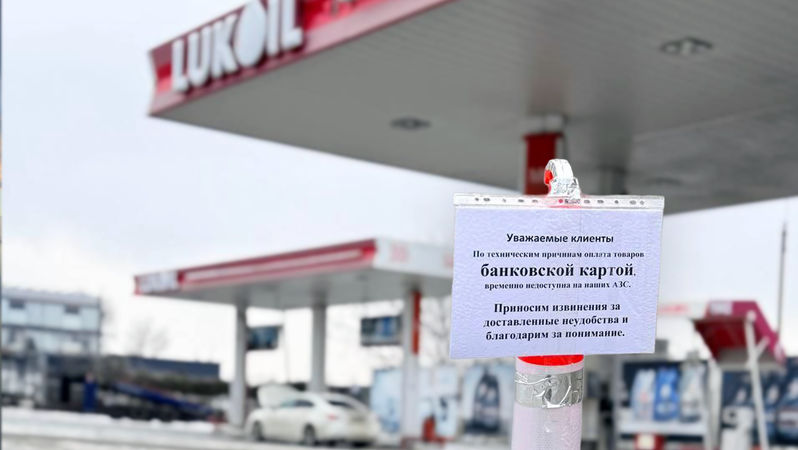 LUKOIL
Уважаемые клиенты
По техническим причинам оплата товаров
банковской картой,
временно недоступна на наших АЗС.
Приносим извинения за
доставленные неудобства и
благодарим за понимание.